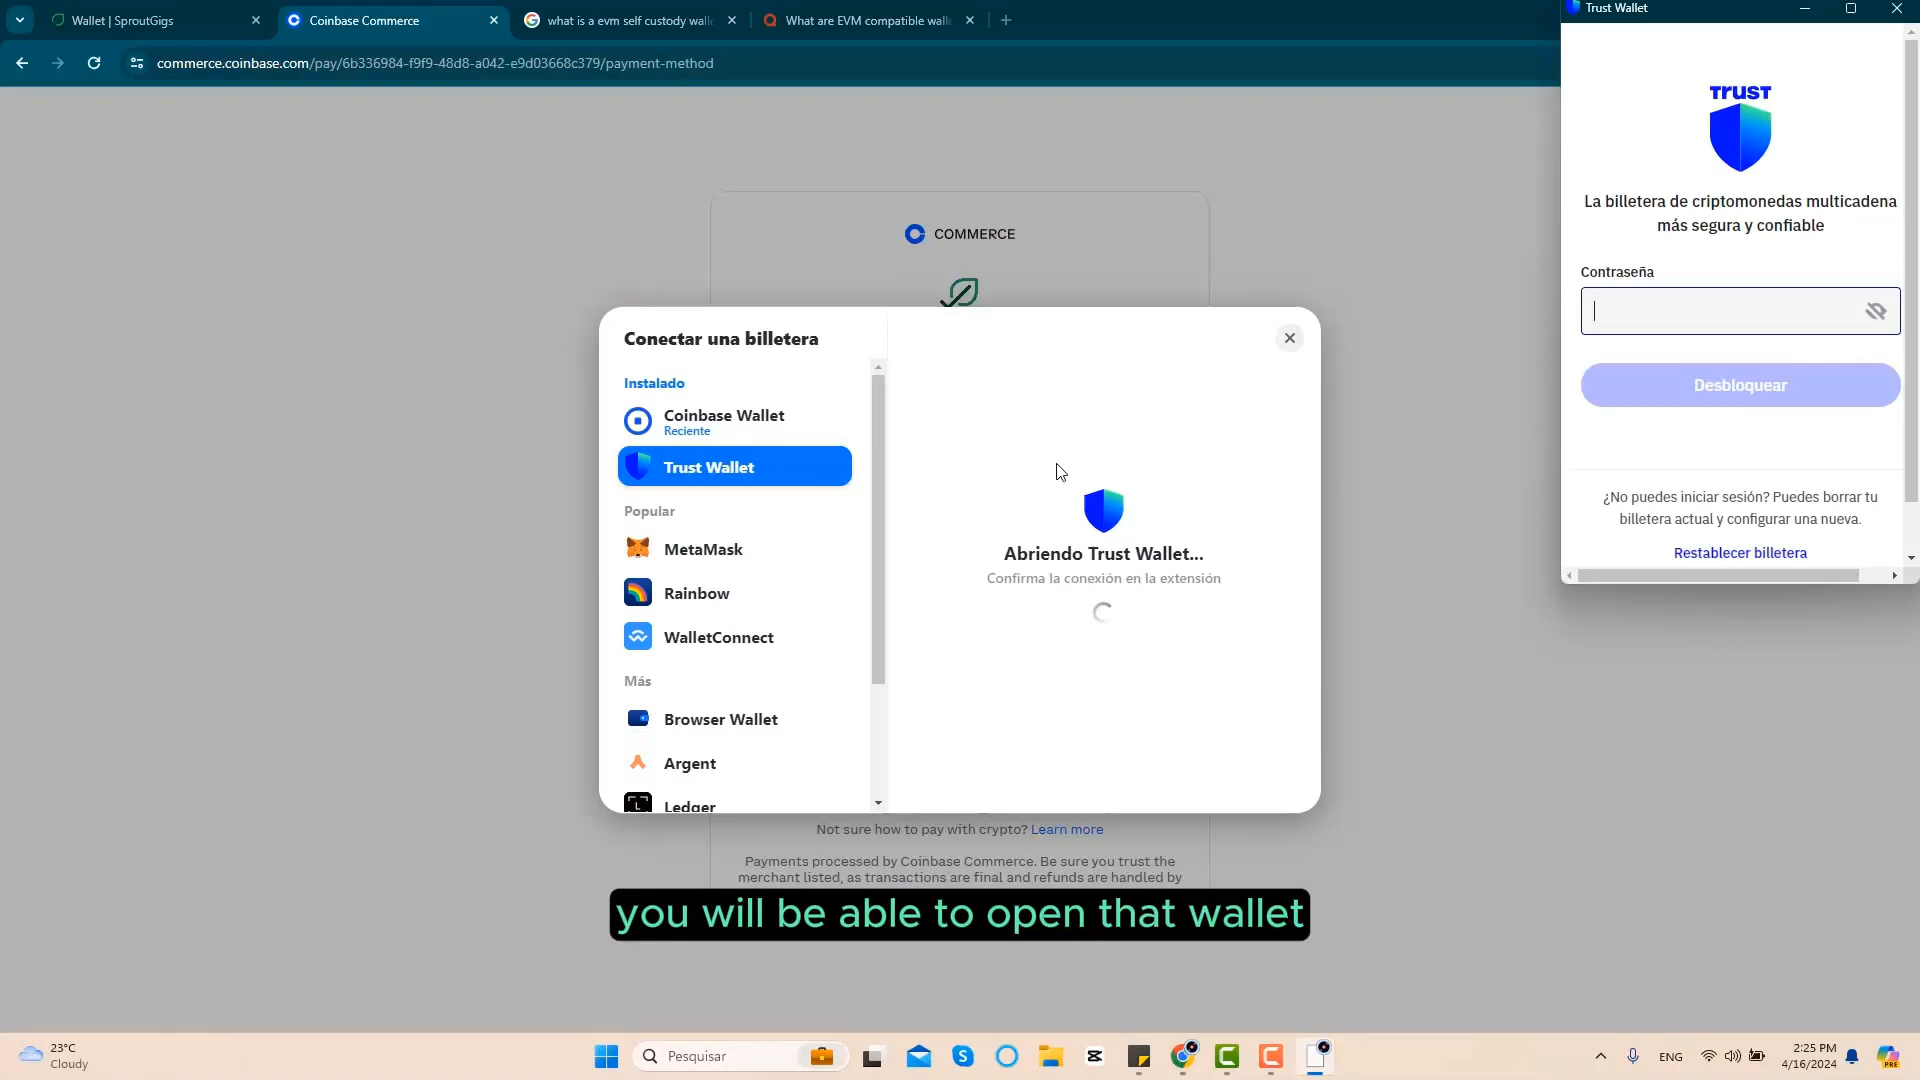 Wallet | SproutGigs
Coinbase Commerce
what is a evm self custody wall
What are EVM compatible wall
commerce.coinbase.com/pay/6b336984-f9f9-48d8-a042-e9d03668c379/payment-method
Trust Wallet
TRUST
La billetera de criptomonedas multicadena
más segura y confiable
Contraseña
Desbloquear
¿No puedes iniciar sesión? Puedes borrar tu
billetera actual y configurar una nueva.
Restablecer billetera
COMMERCE
Conectar una billetera
Instalado
Coinbase Wallet
Reciente
Trust Wallet
Popular
MetaMask
Rainbow
WalletConnect
Más
Browser Wallet
Argent
Ledger
Abriendo Trust Wallet...
Confirma la conexión en la extensión
Not sure how to pay with crypto? Learn more
Payments processed by Coinbase Commerce. Be sure you trust the
merchant listed, as transactions are final and refunds are handled by
you will be able to open that wallet
23°C
Cloudy
Pesquisar
ENG
2:25 PM
4/16/2024
PRE